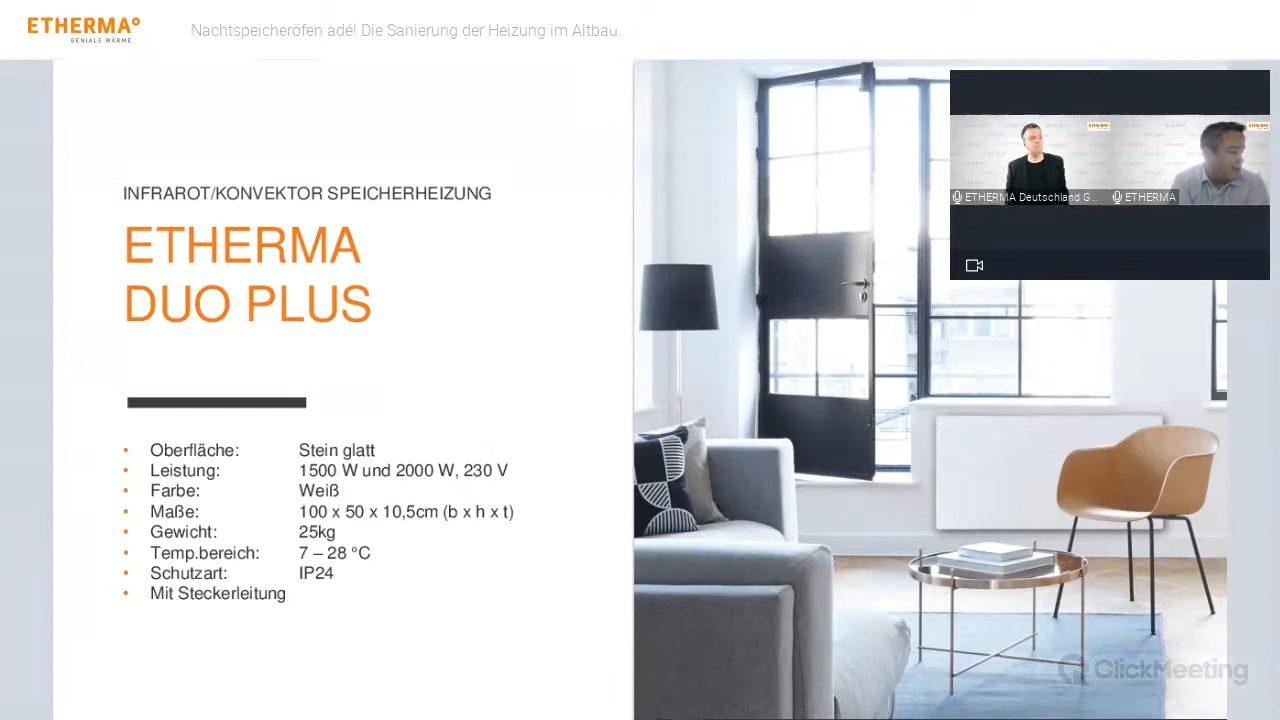 ETHERMA°
GENIALE WÄRME
Nachtspeicheröfen adé! Die Sanierung der Heizung im Altbau.
ETHERMA
ETHERMA
ETHERMA Deutschland G...
ETHERMA
INFRAROT/KONVEKTOR SPEICHERHEIZUNG
ETHERMA
DUO PLUS
• Oberfläche: Stein glatt
• Leistung: 1500 W und 2000 W, 230 V
• Farbe: Weiß
• Maße: 100 x 50 x 10,5cm (b x h x t)
• Gewicht: 25kg
• Temp.bereich: 7 – 28 °C
• Schutzart: IP24
• Mit Steckerleitung
ClickMeeting